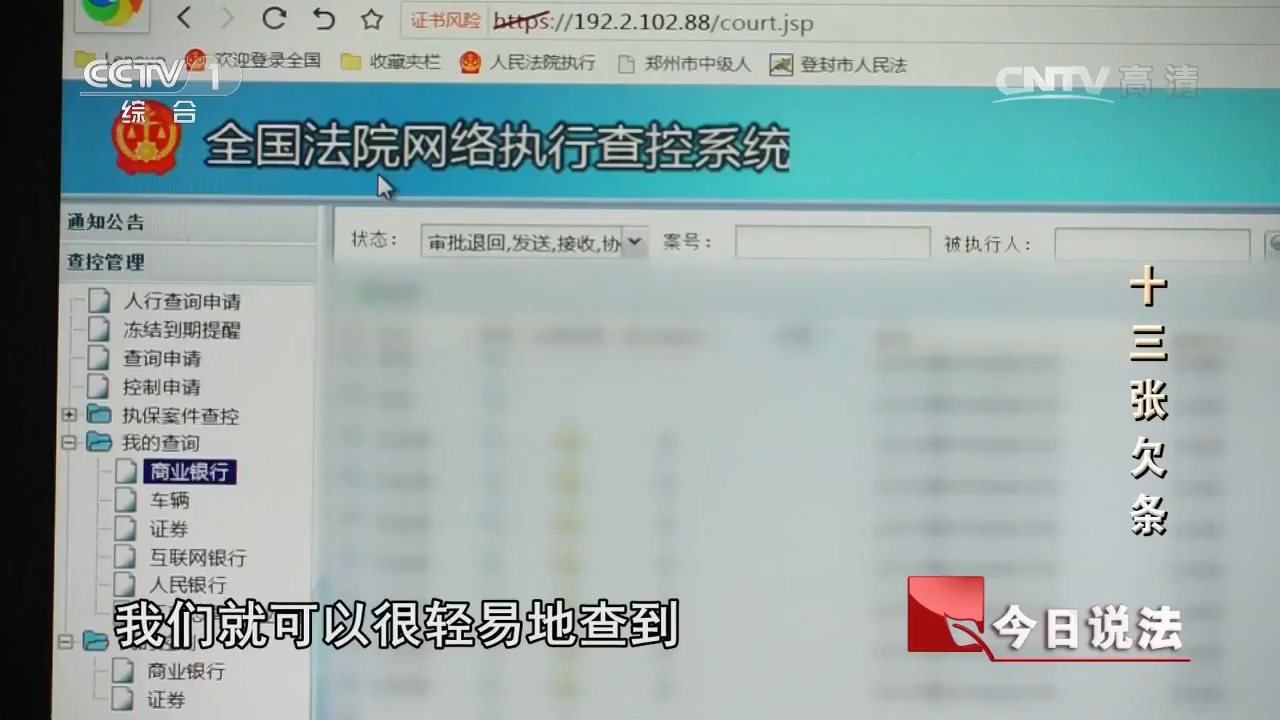 证书风险 https://192.2.102.88/court.jsp
欢迎登录全国 收藏夹栏 人民法院执行 郑州市中级人 登封市人民法
CCTV 1
综合
CNTV 高清
全国法院网络执行查控系统
通知公告
查控管理
状态： 审批退回,发送,接收,协 案号： 被执行人：
人行查询申请
冻结到期提醒
查询申请
控制申请
执保案件查控
我的查询
商业银行
车辆
证券
互联网银行
人民银行
商业银行
证券
十三张欠条
我们就可以很轻易地查到
今日说法